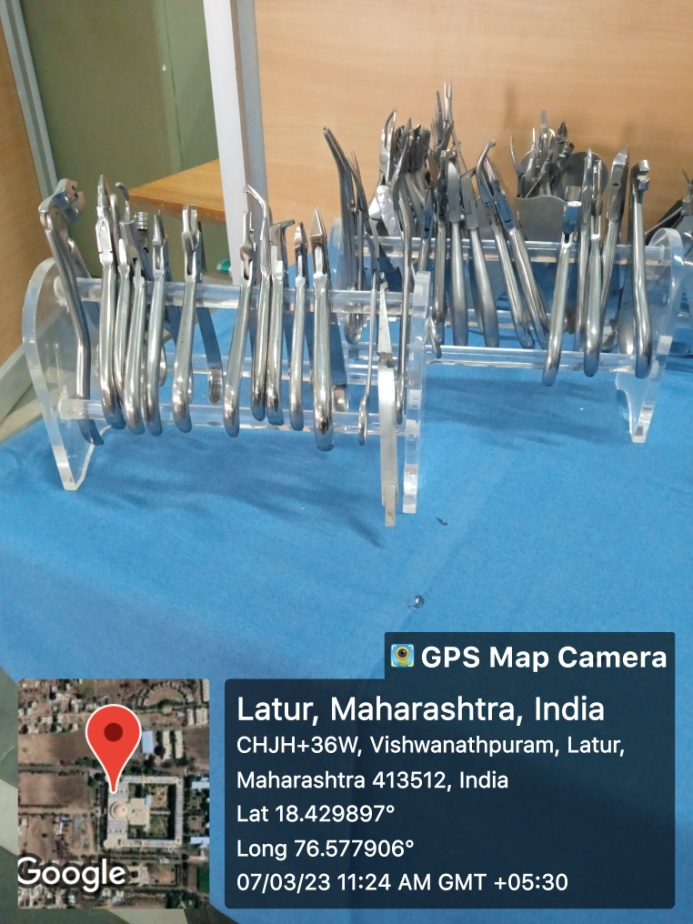 GPS Map Camera
Latur, Maharashtra, India
CHJH+36W, Vishwanathpuram, Latur,
Maharashtra 413512, India
Lat 18.429897°
Long 76.577906°
07/03/23 11:24 AM GMT +05:30
Google